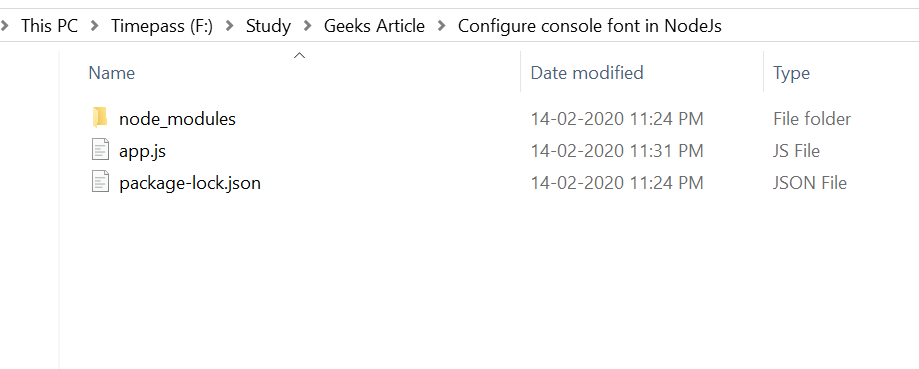 This PC > Timepass (F:) > Study > Geeks Article > Configure console font in NodeJs
Name Date modified Type
node_modules 14-02-2020 11:24 PM File folder
app.js 14-02-2020 11:31 PM JS File
package-lock.json 14-02-2020 11:24 PM JSON File